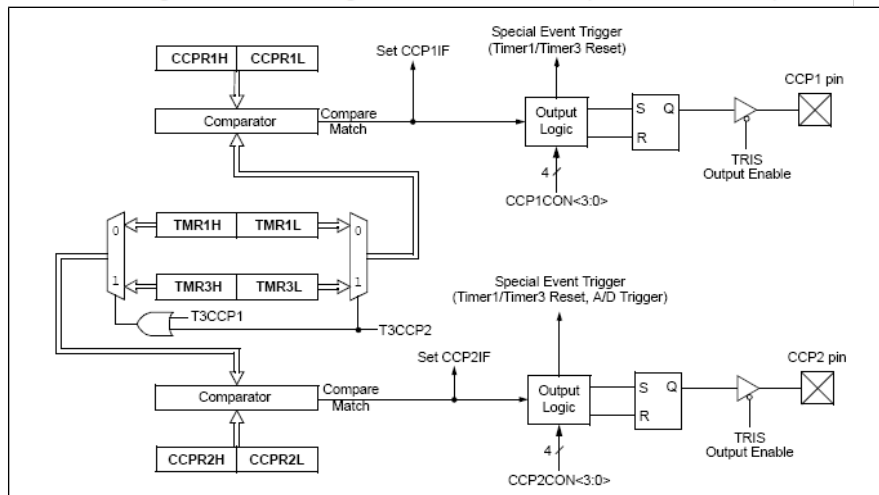 Special Event Trigger
(Timer1/Timer3 Reset)
Set CCP1IF
CCP1 pin
CCPR1H CCPR1L
Comparator
Compare
Match
Output
Logic
S Q
R
TRIS
Output Enable
4
CCP1CON<3:0>
0 TMR1H TMR1L 0
1 TMR3H TMR3L 1
T3CCP1
T3CCP2
Special Event Trigger
(Timer1/Timer3 Reset, A/D Trigger)
Set CCP2IF
CCP2 pin
Comparator
Compare
Match
Output
Logic
S Q
R
TRIS
Output Enable
CCPR2H CCPR2L
4
CCP2CON<3:0>